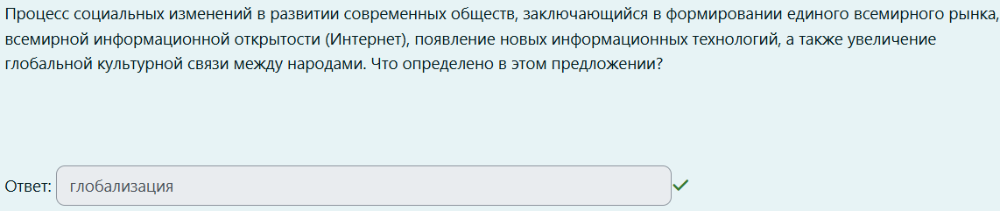 Процесс социальных изменений в развитии современных обществ, заключающийся в формировании единого всемирного рынка,
всемирной информационной открытости (Интернет), появление новых информационных технологий, а также увеличение
глобальной культурной связи между народами. Что определено в этом предложении?
Ответ: глобализация